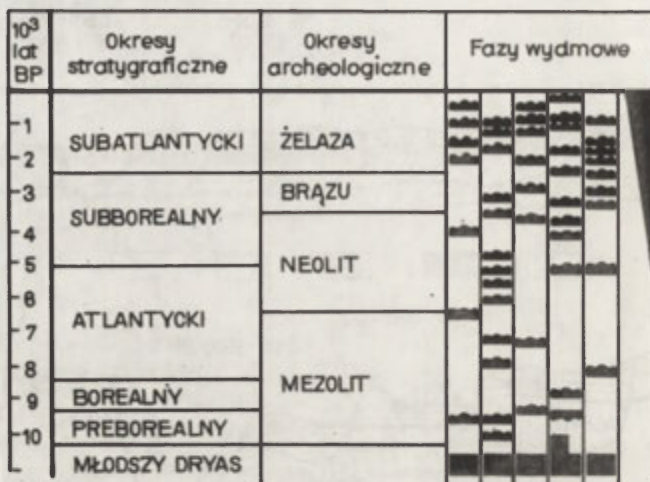 10³
lat
BP
Okresy
stratygraficzne
Okresy
archeologiczne
Fazy wydmowe
1
2
3
4
5
6
7
8
9
10
SUBATLANTYCKI
SUBBOREALNY
ATLANTYCKI
BOREALNY
PREBOREALNY
MŁODSZY DRYAS
ŻELAZA
BRĄZU
NEOLIT
MEZOLIT